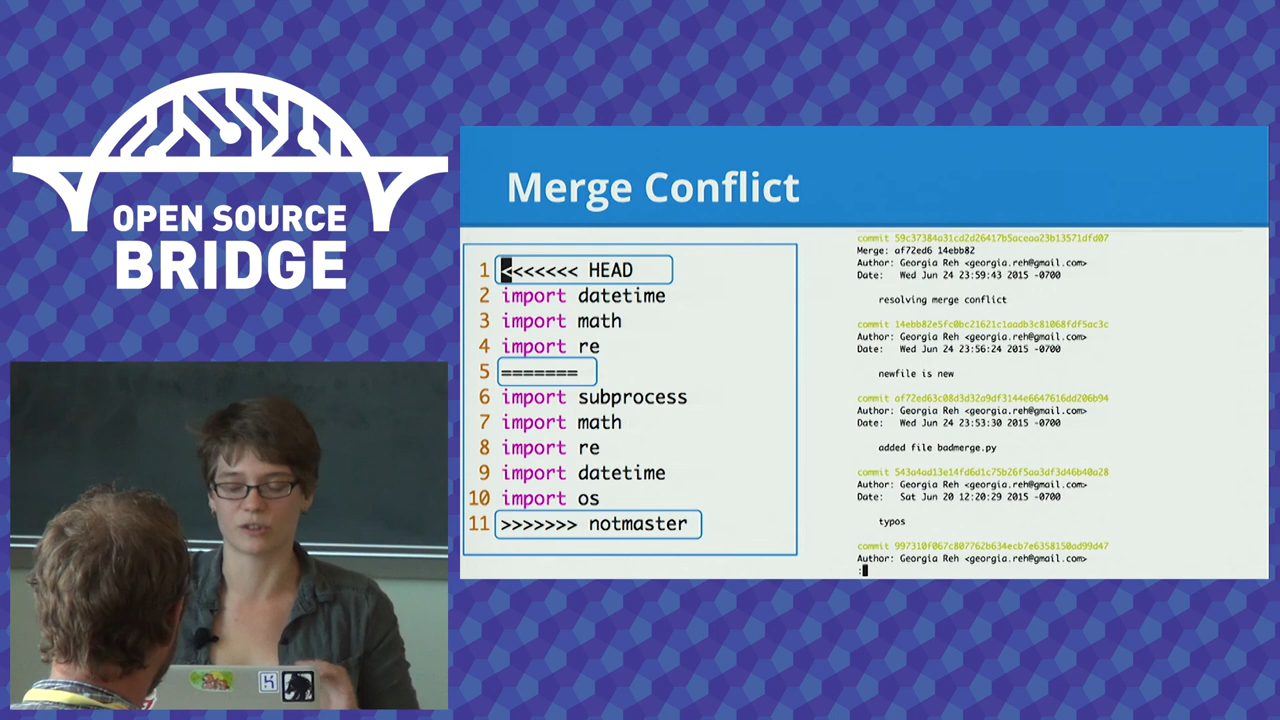 OPEN SOURCE
BRIDGE
Merge Conflict
1 <<<<<<< HEAD
2 import datetime
3 import math
4 import re
5 =======
6 import subprocess
7 import math
8 import re
9 import datetime
10 import os
11 >>>>>>> notmaster
commit 59c37384a31cd2d26417b5aceaa23b13571dfd07
Merge: af72ed6 14ebb82
Author: Georgia Reh <georgia.reh@gmail.com>
Date: Wed Jun 24 23:59:43 2015 -0700
resolving merge conflict
commit 14ebb82e5fc0bc21621c1aadb3c81068fdf5ac3c
Author: Georgia Reh <georgia.reh@gmail.com>
Date: Wed Jun 24 23:56:24 2015 -0700
newfile is new
commit af72ed63c08d3d32a9df3144e6647616dd206b94
Author: Georgia Reh <georgia.reh@gmail.com>
Date: Wed Jun 24 23:53:30 2015 -0700
added file badmerge.py
commit 543a4ad13e14fd6d1c75b26f5aa3df3d46b40a28
Author: Georgia Reh <georgia.reh@gmail.com>
Date: Sat Jun 20 12:20:29 2015 -0700
typos
commit 997310f067c807762b634ecb7e6358150ad99d47
Author: Georgia Reh <georgia.reh@gmail.com>
: